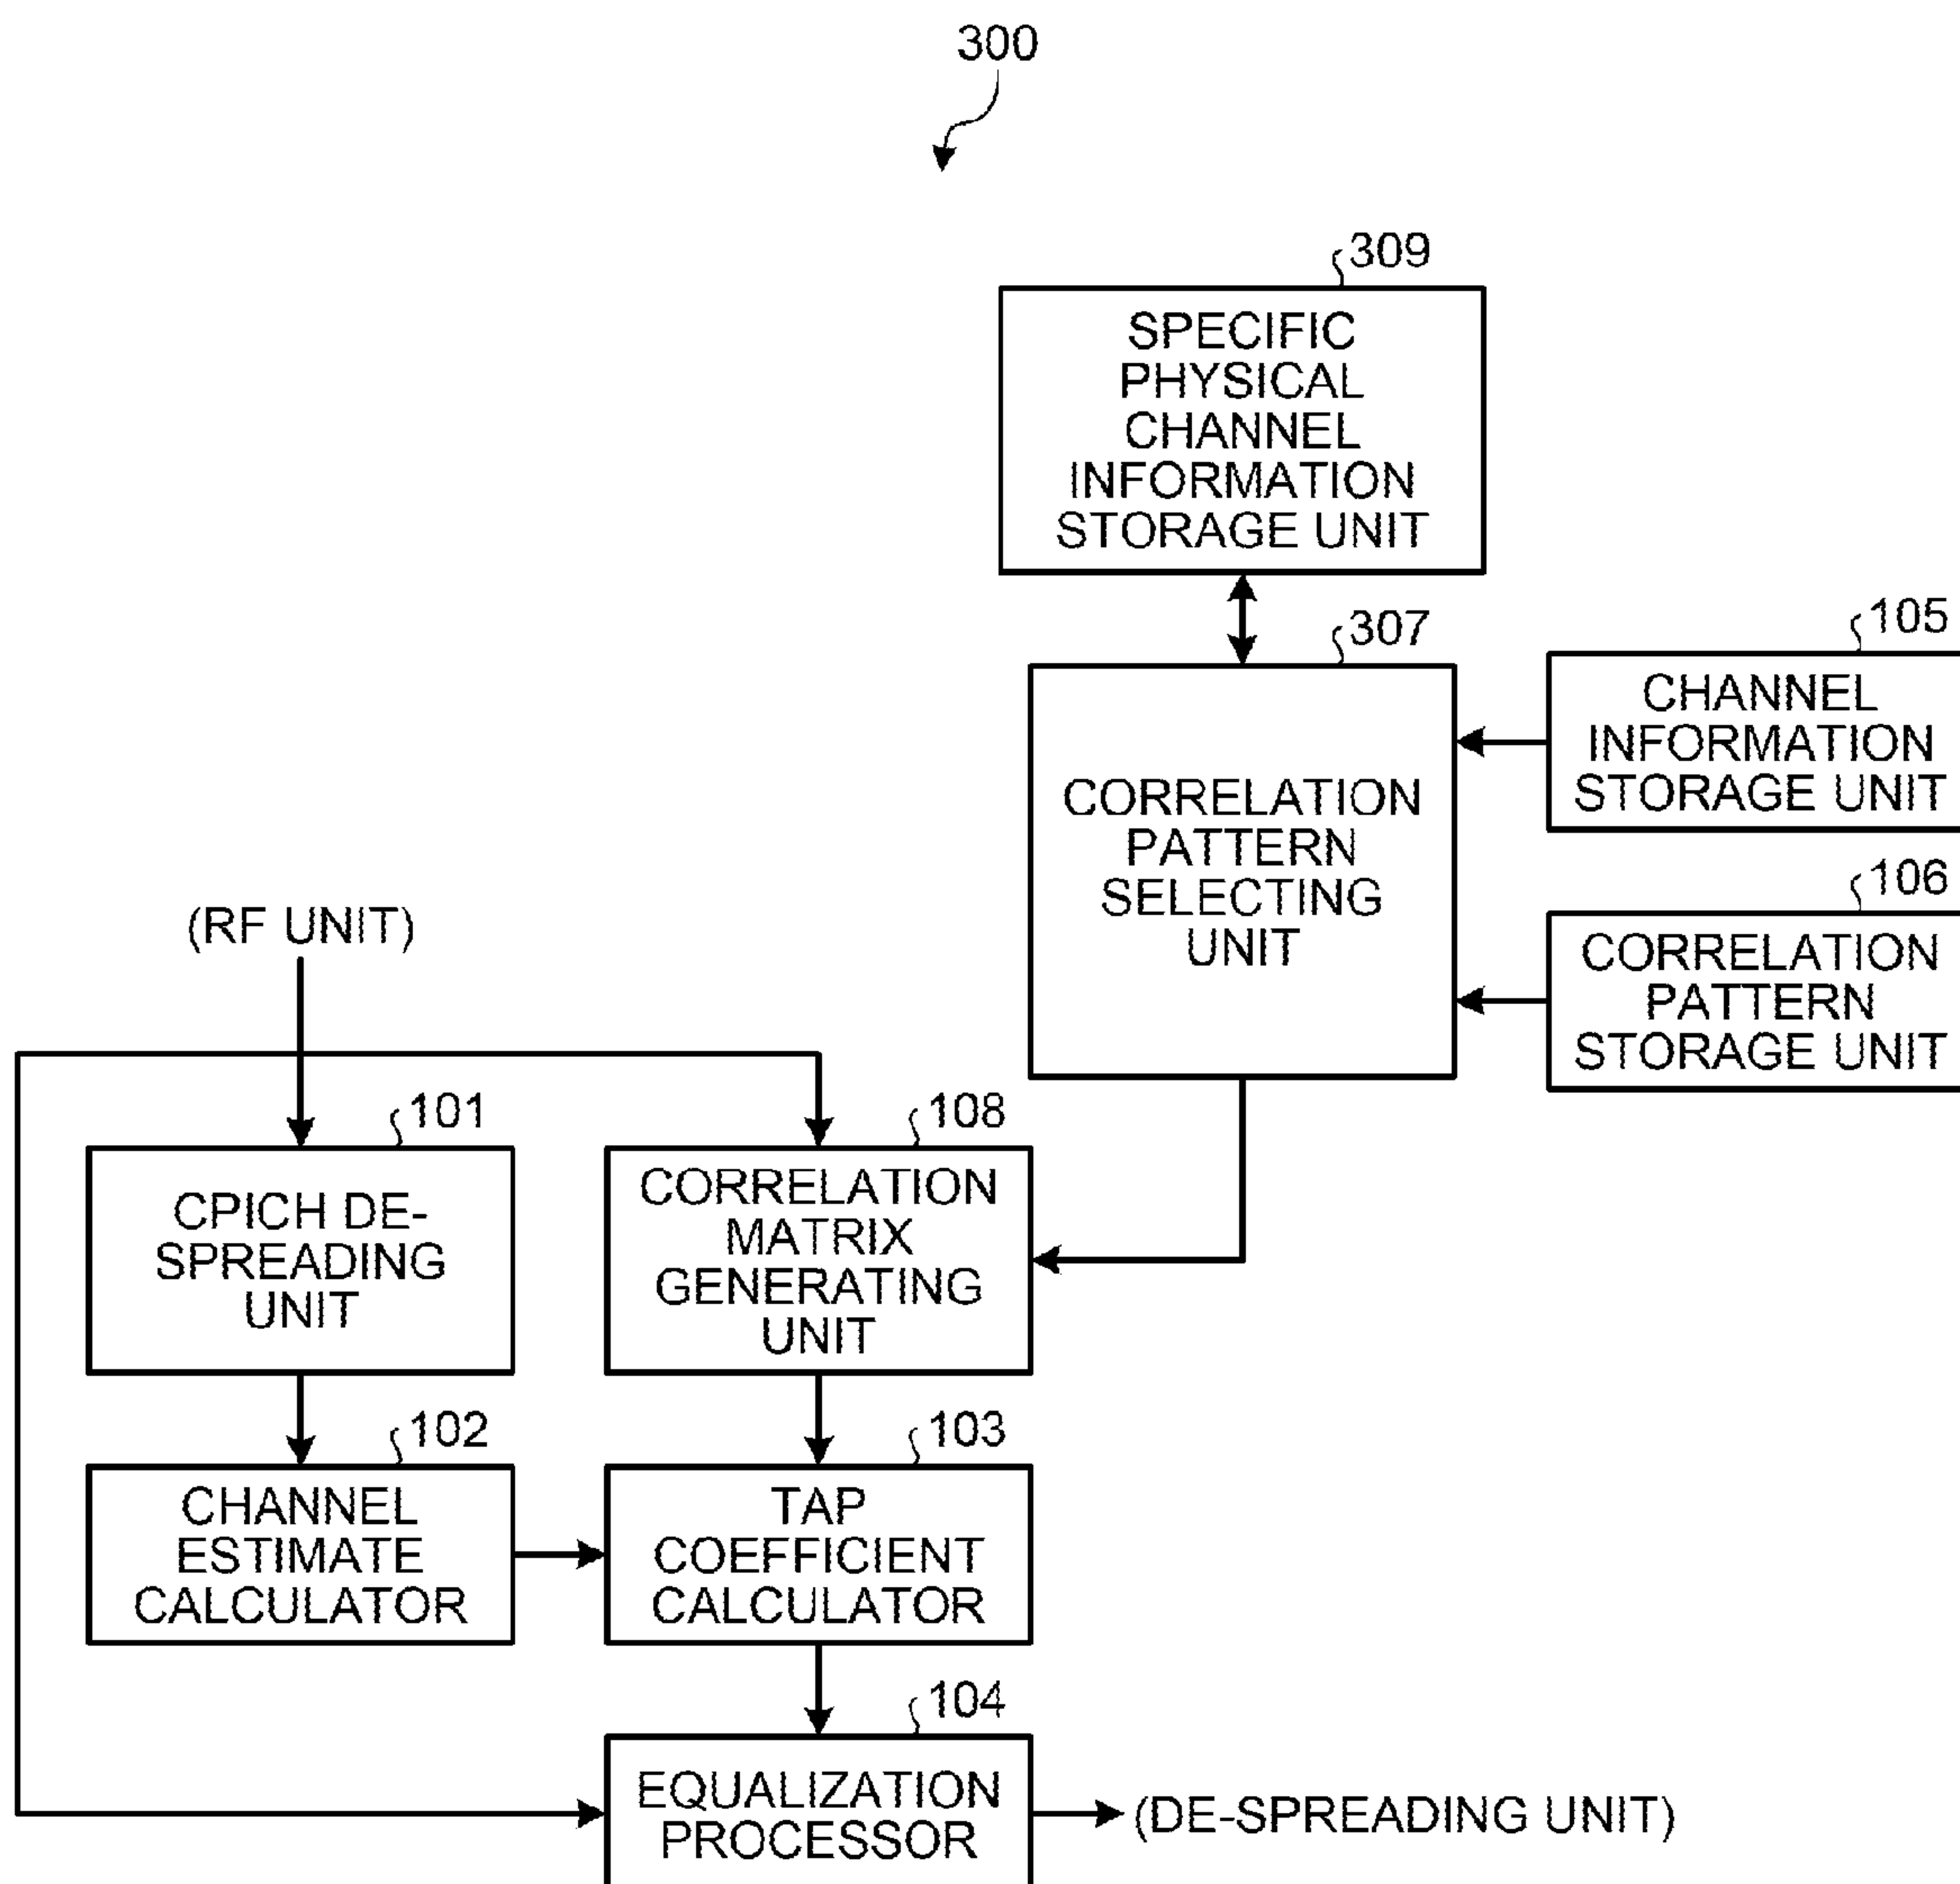 300
309
SPECIFIC
PHYSICAL
CHANNEL
INFORMATION
STORAGE UNIT
307
CORRELATION
PATTERN
SELECTING
UNIT
105
CHANNEL
INFORMATION
STORAGE UNIT
106
CORRELATION
PATTERN
STORAGE UNIT
(RF UNIT)
101
CPICH DE-
SPREADING
UNIT
108
CORRELATION
MATRIX
GENERATING
UNIT
102
CHANNEL
ESTIMATE
CALCULATOR
103
TAP
COEFFICIENT
CALCULATOR
104
EQUALIZATION
PROCESSOR
(DE-SPREADING UNIT)